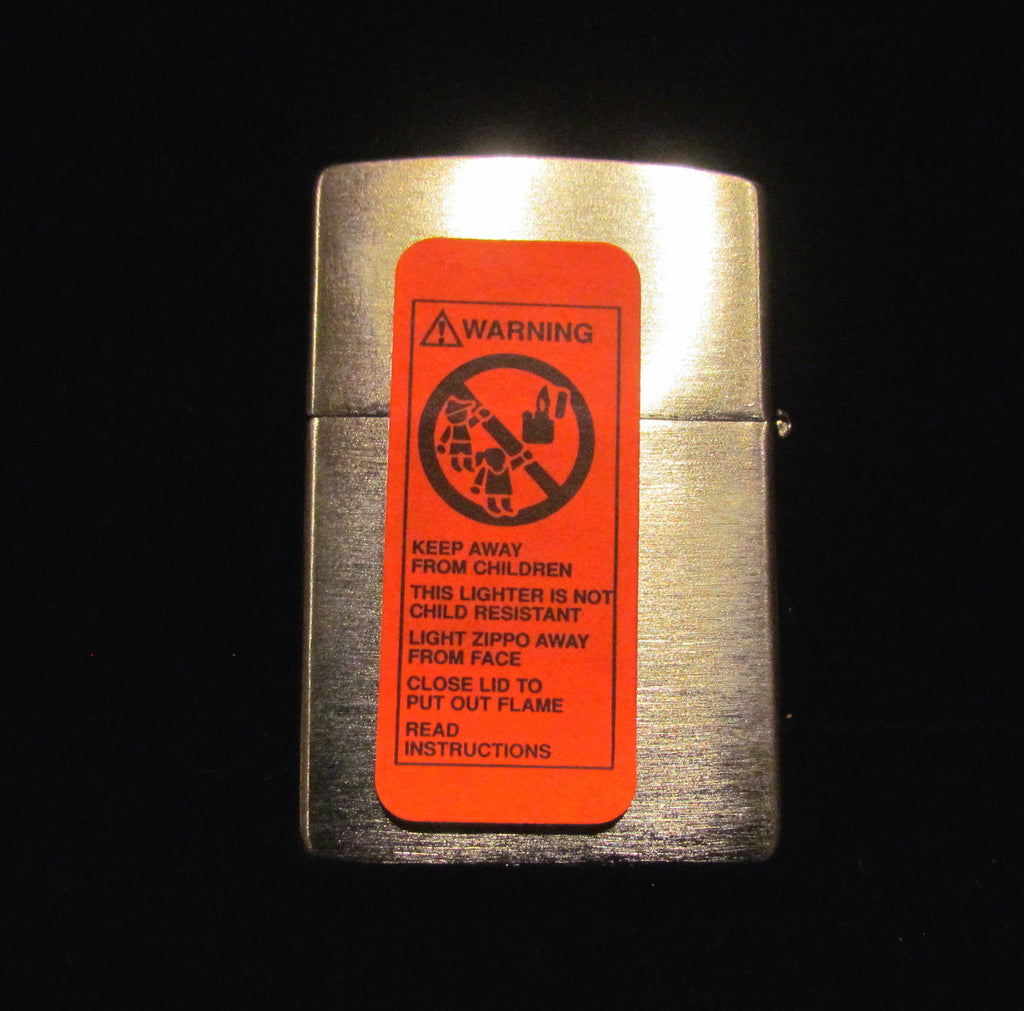 WARNING
KEEP AWAY
FROM CHILDREN
THIS LIGHTER IS NOT
CHILD RESISTANT
LIGHT ZIPPO AWAY
FROM FACE
CLOSE LID TO
PUT OUT FLAME
READ
INSTRUCTIONS